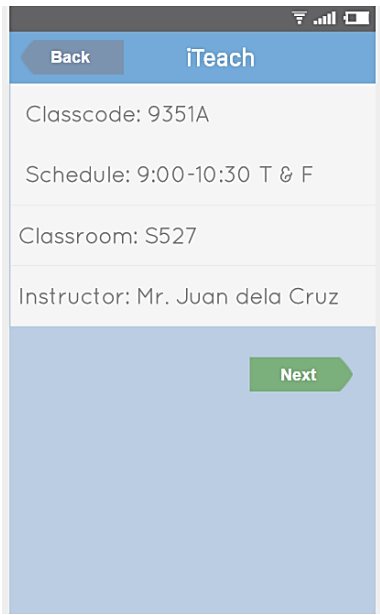 Back
iTeach
Classcode: 9351A
Schedule: 9:00-10:30 T & F
Classroom: S527
Instructor: Mr. Juan dela Cruz
Next